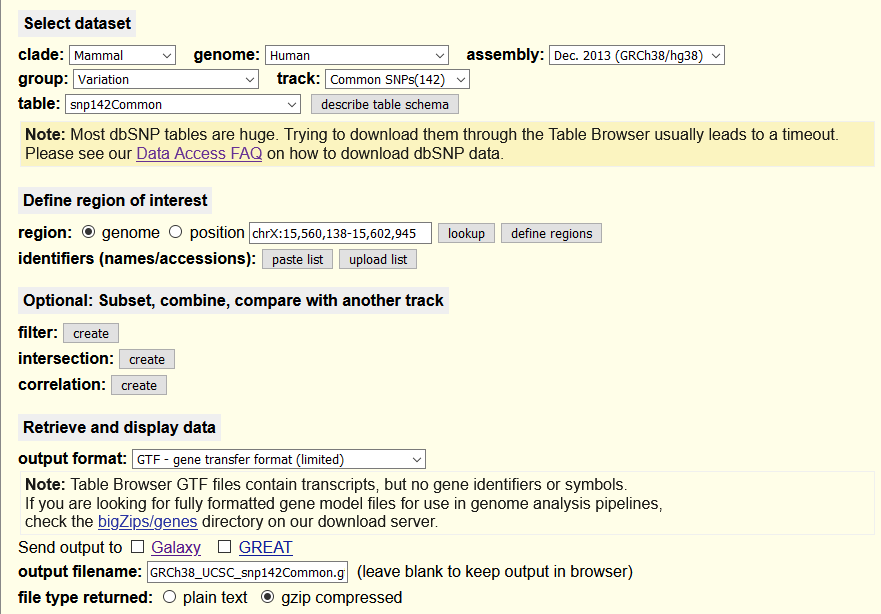 Select dataset
clade: Mammal genome: Human assembly: Dec. 2013 (GRCh38/hg38)
group: Variation track: Common SNPs(142)
table: snp142Common describe table schema
Note: Most dbSNP tables are huge. Trying to download them through the Table Browser usually leads to a timeout.
Please see our Data Access FAQ on how to download dbSNP data.
Define region of interest
region: genome position chrX:15,560,138-15,602,945 lookup define regions
identifiers (names/accessions): paste list upload list
Optional: Subset, combine, compare with another track
filter: create
intersection: create
correlation: create
Retrieve and display data
output format: GTF - gene transfer format (limited)
Note: Table Browser GTF files contain transcripts, but no gene identifiers or symbols.
If you are looking for fully formatted gene model files for use in genome analysis pipelines,
check the bigZips/genes directory on our download server.
Send output to Galaxy GREAT
output filename: GRCh38_UCSC_snp142Common.g (leave blank to keep output in browser)
file type returned: plain text gzip compressed